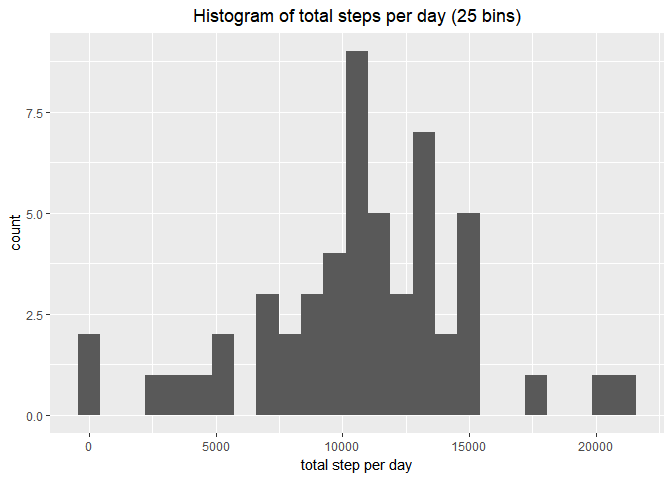 Histogram of total steps per day (25 bins)
7.5
5.0
2.5
0.0
count
0 5000 10000 15000 20000
total step per day